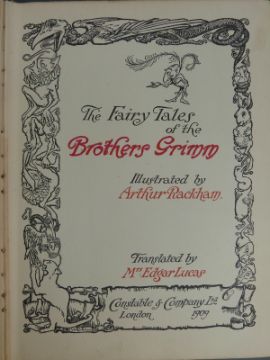 The Fairy Tales
of the
Brothers Grimm
Illustrated by
Arthur Rackham.
Translated by
Mrs Edgar Lucas
Constable & Company Ltd.
London 1909